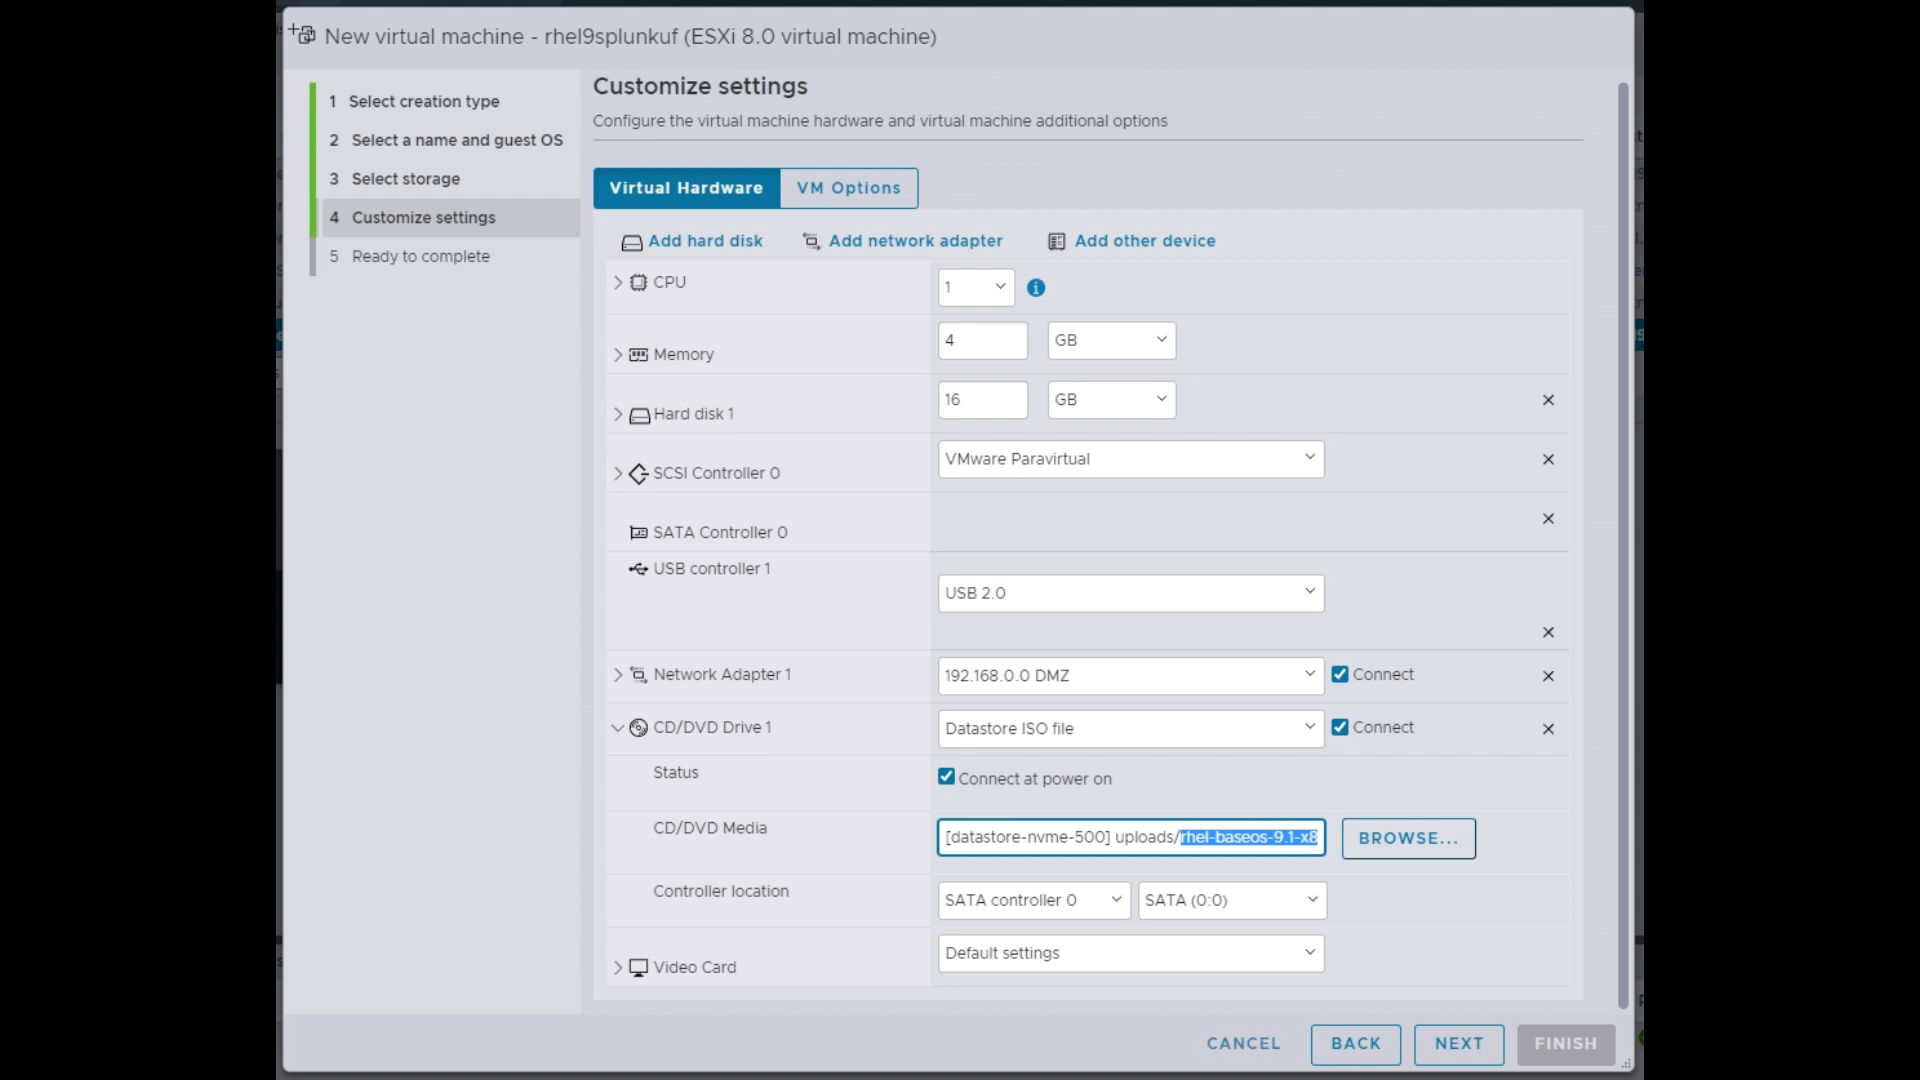 New virtual machine - rhel9splunkuf (ESXi 8.0 virtual machine)
1 Select creation type
2 Select a name and guest OS
3 Select storage
4 Customize settings
5 Ready to complete
Customize settings
Configure the virtual machine hardware and virtual machine additional options
Virtual Hardware
VM Options
Add hard disk
Add network adapter
Add other device
CPU
1
Memory
4
GB
Hard disk 1
16
GB
SCSI Controller 0
VMware Paravirtual
SATA Controller 0
USB controller 1
USB 2.0
Network Adapter 1
192.168.0.0 DMZ
Connect
CD/DVD Drive 1
Datastore ISO file
Connect
Status
Connect at power on
CD/DVD Media
[datastore-nvme-500] uploads/rhel-baseos-9.1-x8
BROWSE...
Controller location
SATA controller 0
SATA (0:0)
Video Card
Default settings
CANCEL
BACK
NEXT
FINISH